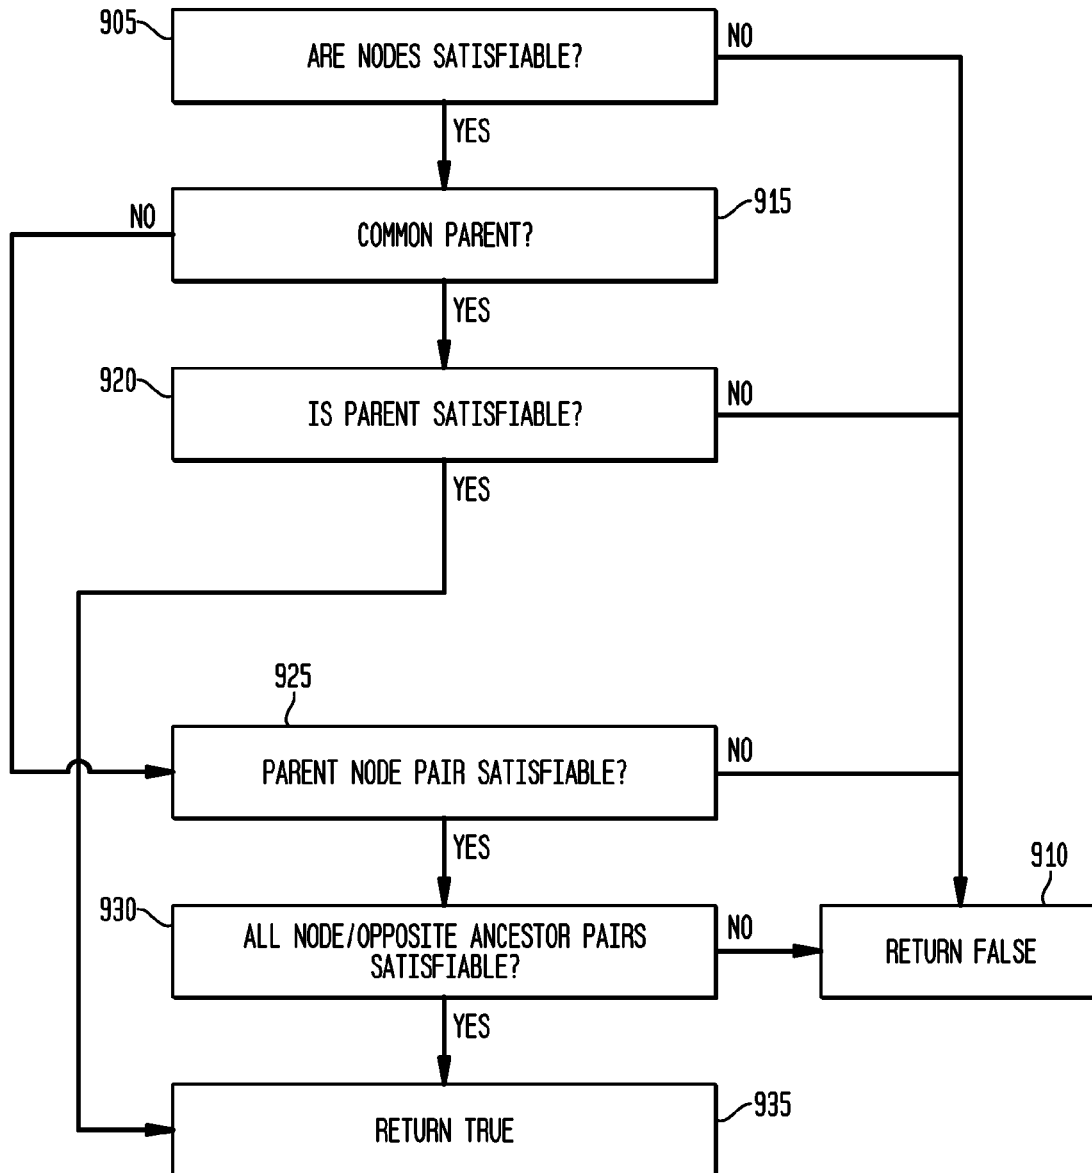 905
ARE NODES SATISFIABLE?
NO
YES
NO
COMMON PARENT?
915
YES
920
IS PARENT SATISFIABLE?
NO
YES
925
PARENT NODE PAIR SATISFIABLE?
NO
YES
930
ALL NODE/OPPOSITE ANCESTOR PAIRS
SATISFIABLE?
NO
910
RETURN FALSE
YES
RETURN TRUE
935